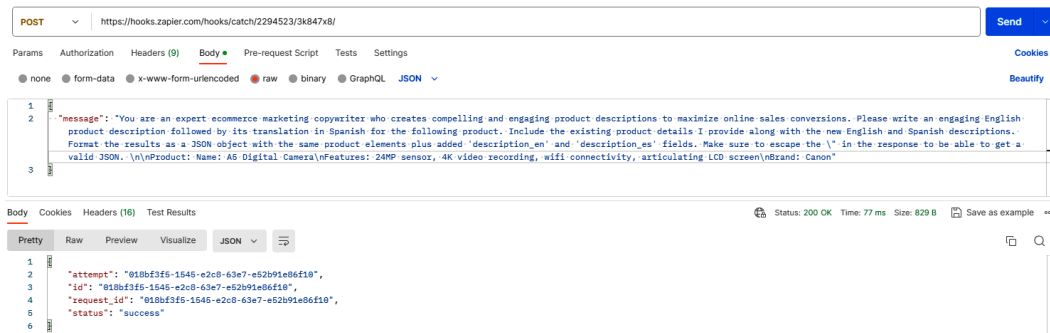 POST https://hooks.zapier.com/hooks/catch/2294523/3k847x8/ Send
Params Authorization Headers (9) Body Pre-request Script Tests Settings Cookies
none form-data x-www-form-urlencoded raw binary GraphQL JSON Beautify
1 {
2 "message": "You are an expert ecommerce marketing copywriter who creates compelling and engaging product descriptions to maximize online sales conversions. Please write an engaging English
product description followed by its translation in Spanish for the following product. Include the existing product details I provide along with the new English and Spanish descriptions.
Format the results as a JSON object with the same product elements plus added 'description_en' and 'description_es' fields. Make sure to escape the \" in the response to be able to get a
valid JSON. \n\nProduct: Name: A6 Digital Camera\nFeatures: 24MP sensor, 4K video recording, wifi connectivity, articulating LCD screen\nBrand: Canon"
3 }
Body Cookies Headers (16) Test Results Status: 200 OK Time: 77 ms Size: 829 B Save as example
Pretty Raw Preview Visualize JSON
1 {
2 "attempt": "018bf3f5-1545-e2c8-63e7-e52b91e86f10",
3 "id": "018bf3f5-1545-e2c8-63e7-e52b91e86f10",
4 "request_id": "018bf3f5-1545-e2c8-63e7-e52b91e86f10",
5 "status": "success"
6 }